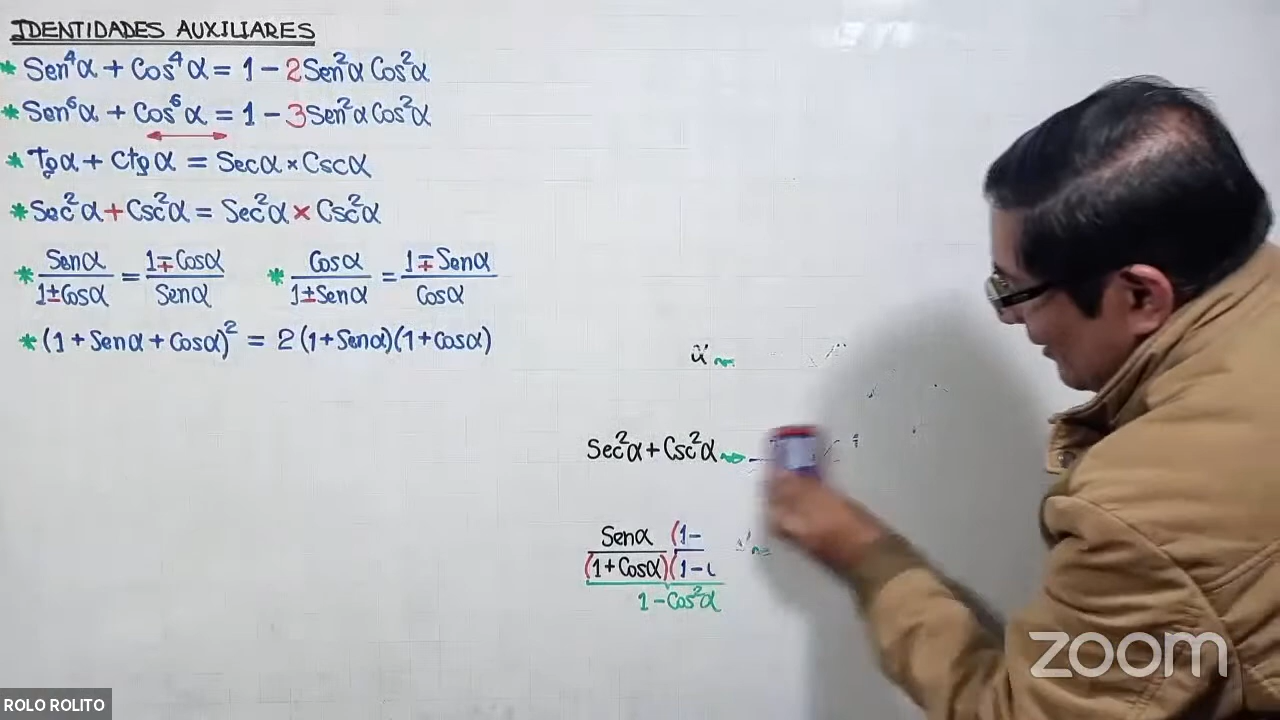 IDENTIDADES AUXILIARES
* Sen⁴α + Cos⁴α = 1 - 2Sen²α Cos²α
* Sen⁶α + Cos⁶α = 1 - 3Sen²α Cos²α
* Tgα + Ctgα = Secα × Cscα
* Sec²α + Csc²α = Sec²α × Csc²α
* Senα / 1±Cosα = 1∓Cosα / Senα * Cosα / 1±Senα = 1∓Senα / Cosα
* (1 + Senα + Cosα)² = 2 (1+Senα)(1+Cosα)
α
Sec²α + Csc²α
Senα (1-
(1+Cosα)(1-
1-Cos²α
zoom
ROLO ROLITO